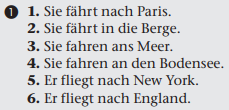 ❶ 1. Sie fährt nach Paris.
2. Sie fährt in die Berge.
3. Sie fahren ans Meer.
4. Sie fahren an den Bodensee.
5. Er fliegt nach New York.
6. Er fliegt nach England.